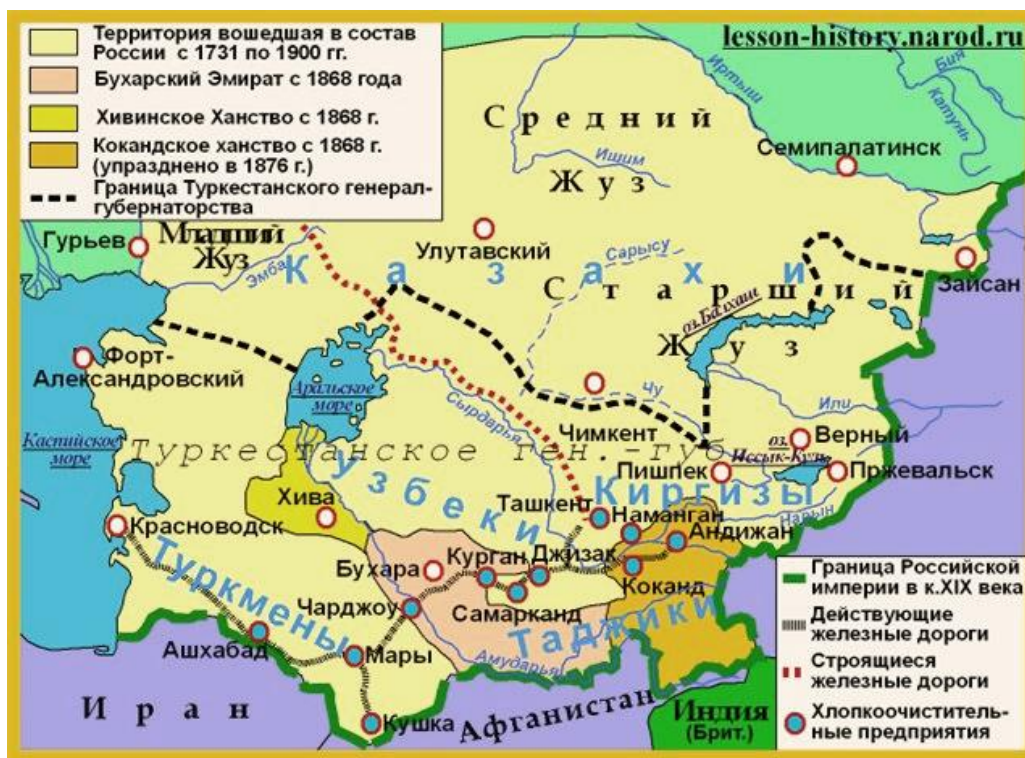 Территория вошедшая в состав
России с 1731 по 1900 гг.
Бухарский Эмират с 1868 года
Хивинское Ханство с 1868 г.
Кокандское ханство с 1868 г.
(упразднено в 1876 г.)
Граница Туркестанского генерал-
губернаторства
lesson-history.narod.ru
Иртыш
Бия
Катунь
Средний
Жуз
Ишим
Семипалатинск
Гурьев
Младший
Жуз
Эмба
Улутавский
Сарысу
Казахи
Зайсан
Старший
Жуз
оз.Балхаш
Форт-
Александровский
Аральское
море
Сырдарья
Чу
Или
Каспийское
море
Туркестанское ген.-губ
Чимкент
оз.
Иссык-Куль
Верный
Пишпек
Пржевальск
Хива
Узбеки
Киргизы
Нарын
Ташкент
Наманган
Андижан
Красноводск
Туркмены
Бухара
Курган
Джизак
Коканд
Чарджоу
Самарканд
Таджики
Ашхабад
Мары
Амударья
Кушка
Иран
Афганистан
Индия
(Брит.)
Граница Российской
империи в к.XIX века
Действующие
железные дороги
Строящиеся
железные дороги
Хлопкоочиститель-
ные предприятия